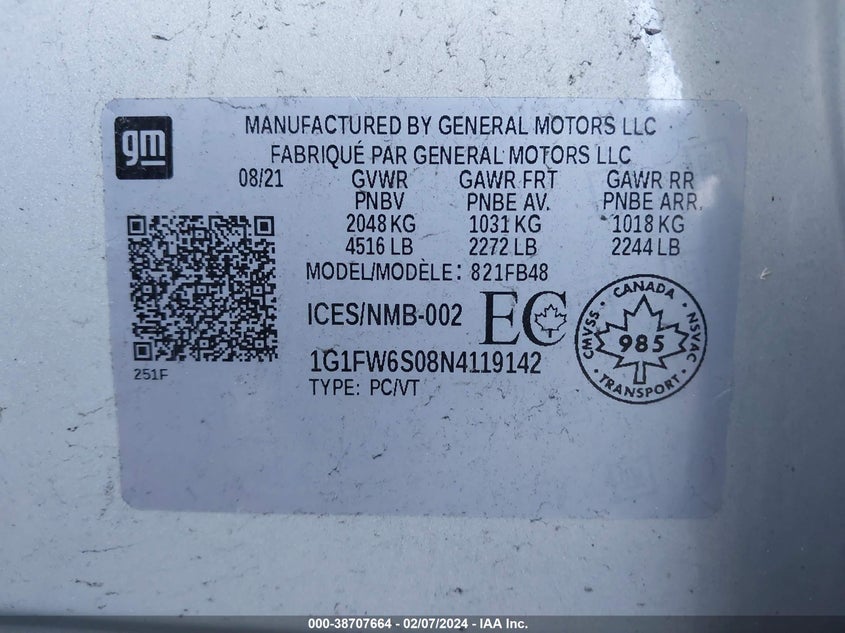 gm
MANUFACTURED BY GENERAL MOTORS LLC
FABRIQUÉ PAR GENERAL MOTORS LLC
08/21 GVWR GAWR FRT GAWR RR
PNBV PNBE AV. PNBE ARR.
2048 KG 1031 KG 1018 KG
4516 LB 2272 LB 2244 LB
MODEL/MODÈLE: 821FB48
ICES/NMB-002 EC
CANADA
CMVSS 985 NSVAC
TRANSPORT
1G1FW6S08N4119142
251F
TYPE: PC/VT
000-38707664 - 02/07/2024 - IAA Inc.